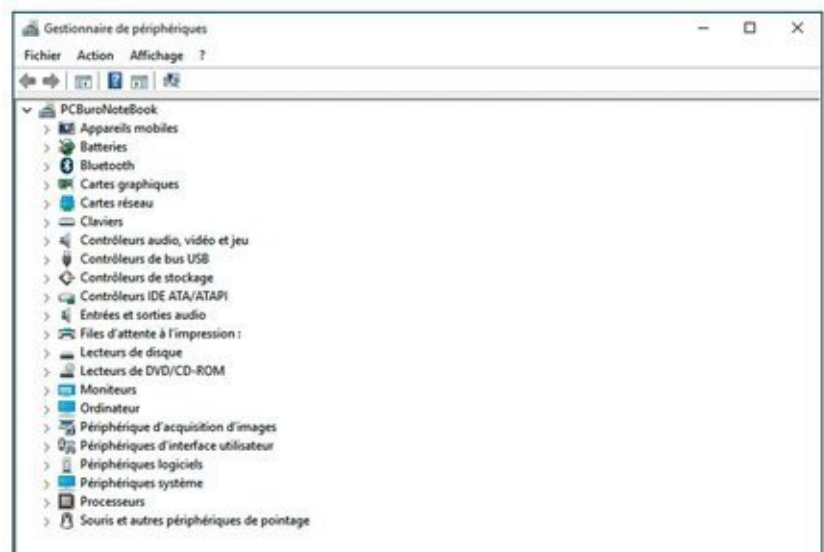 Gestionnaire de périphériques
Fichier Action Affichage ?
PCBuroNoteBook
Appareils mobiles
Batteries
Bluetooth
Cartes graphiques
Cartes réseau
Claviers
Contrôleurs audio, vidéo et jeu
Contrôleurs de bus USB
Contrôleurs de stockage
Contrôleurs IDE ATA/ATAPI
Entrées et sorties audio
Files d'attente à l'impression :
Lecteurs de disque
Lecteurs de DVD/CD-ROM
Moniteurs
Ordinateur
Périphérique d'acquisition d'images
Périphériques d'interface utilisateur
Périphériques logiciels
Périphériques système
Processeurs
Souris et autres périphériques de pointage